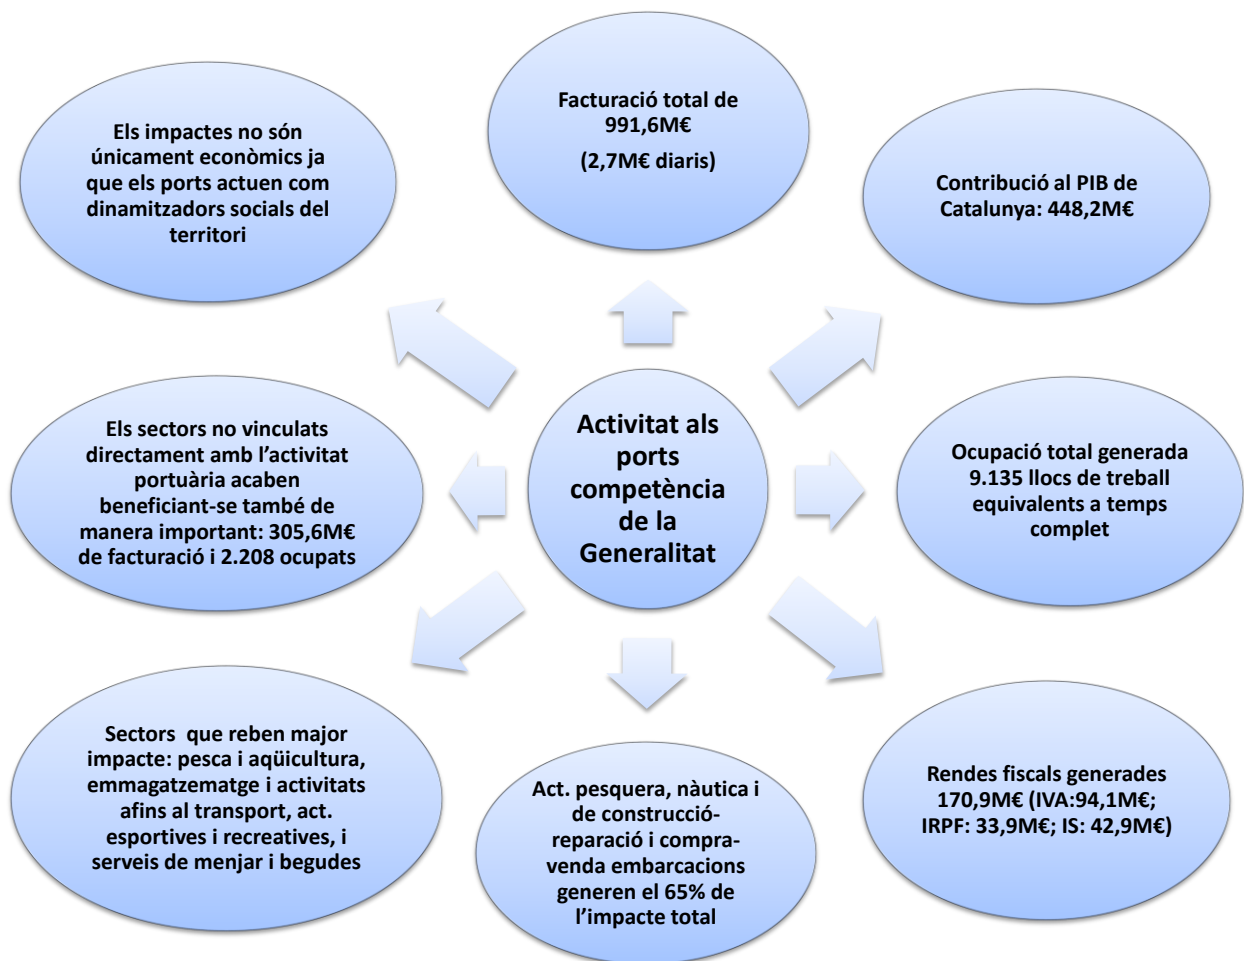 Facturació total de
991,6M€
(2,7M€ diaris)
Els impactes no són
únicament econòmics ja
que els ports actuen com
dinamitzadors socials del
territori
Contribució al PIB de
Catalunya: 448,2M€
Els sectors no vinculats
directament amb l’activitat
portuària acaben
beneficiant-se també de
manera important: 305,6M€
de facturació i 2.208 ocupats
Activitat als
ports
competència
de la
Generalitat
Ocupació total generada
9.135 llocs de treball
equivalents a temps
complet
Sectors que reben major
impacte: pesca i aqüicultura,
emmagatzematge i activitats
afins al transport, act.
esportives i recreatives, i
serveis de menjar i begudes
Act. pesquera, nàutica i
de construcció-
reparació i compra-
venda embarcacions
generen el 65% de
l’impacte total
Rendes fiscals generades
170,9M€ (IVA:94,1M€;
IRPF: 33,9M€; IS: 42,9M€)